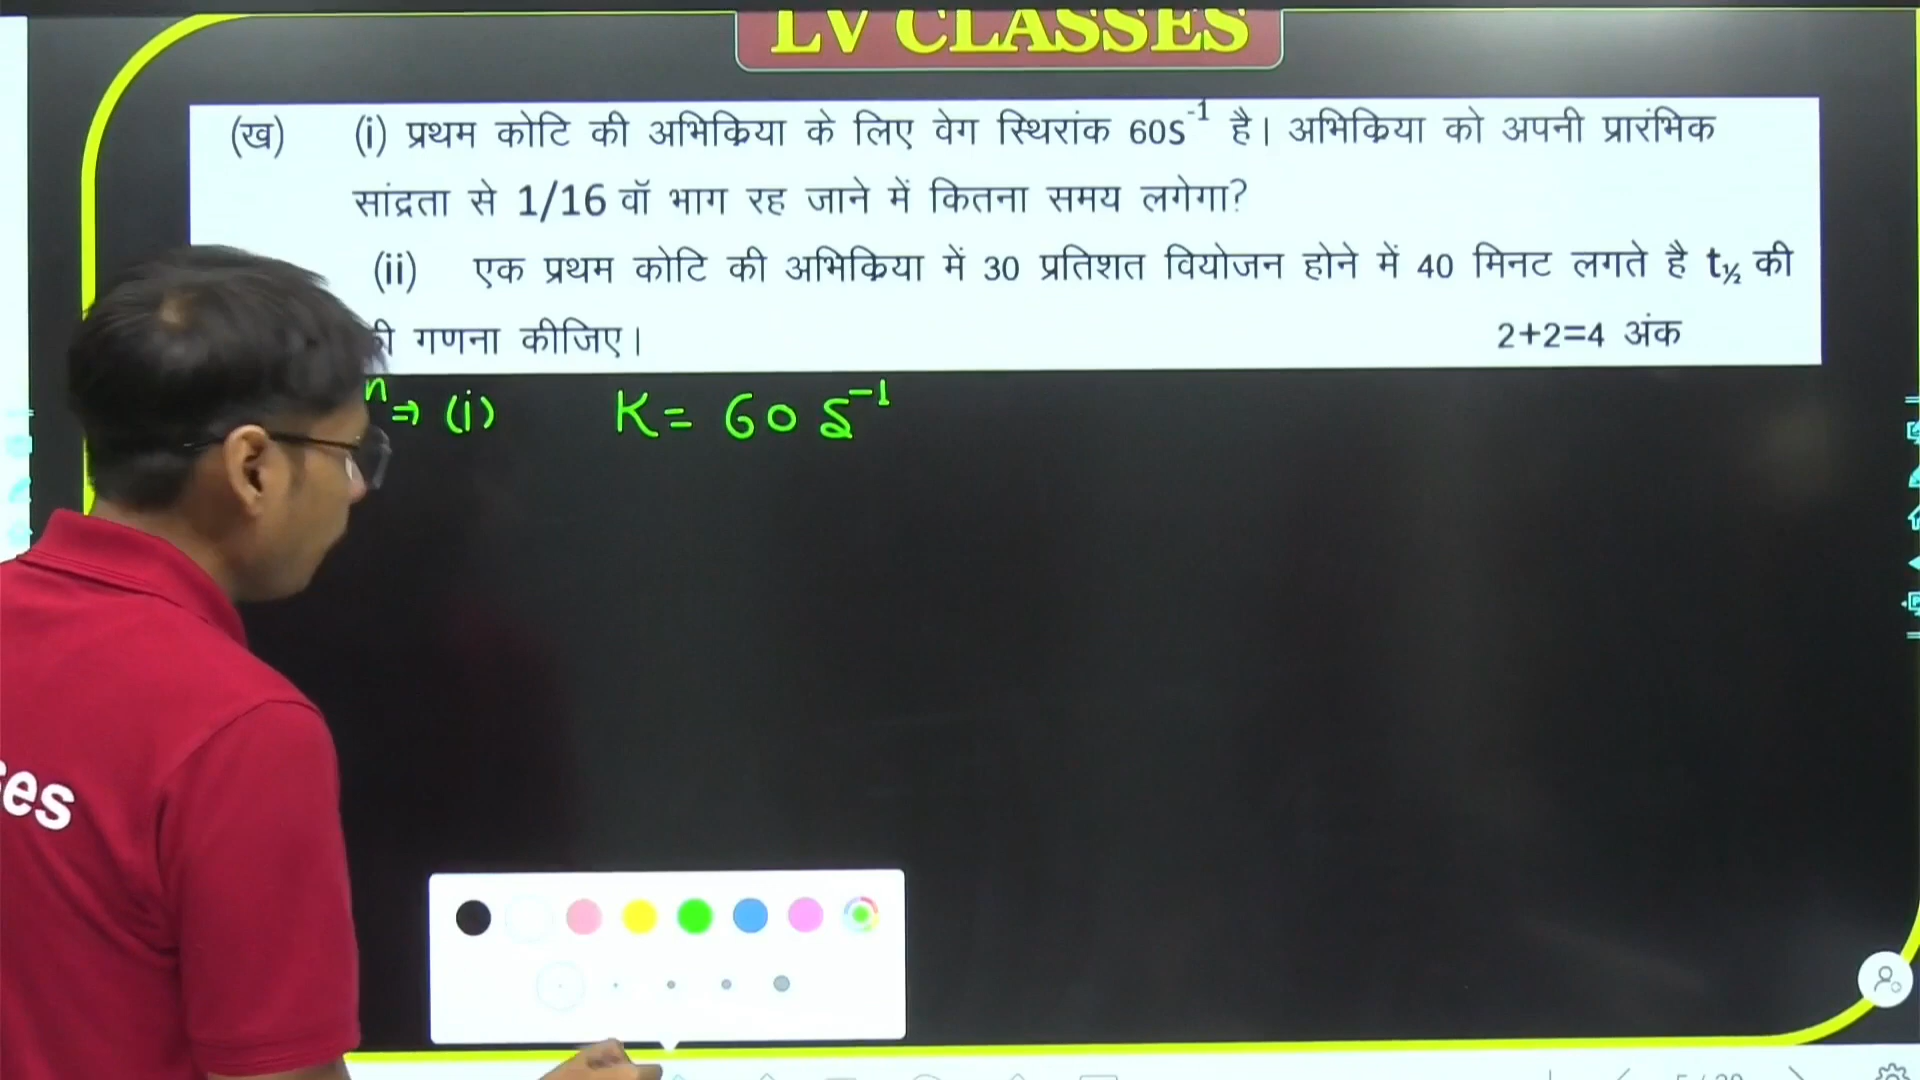 LV CLASSES
(ख) (i) प्रथम कोटि की अभिक्रिया के लिए वेग स्थिरांक 60S⁻¹ है। अभिक्रिया को अपनी प्रारंभिक
सांद्रता से 1/16 वॉ भाग रह जाने में कितना समय लगेगा?
(ii) एक प्रथम कोटि की अभिक्रिया में 30 प्रतिशत वियोजन होने में 40 मिनट लगते है t½ की
की गणना कीजिए। 2+2=4 अंक
n ⇒ (i) K = 60 S⁻¹
es